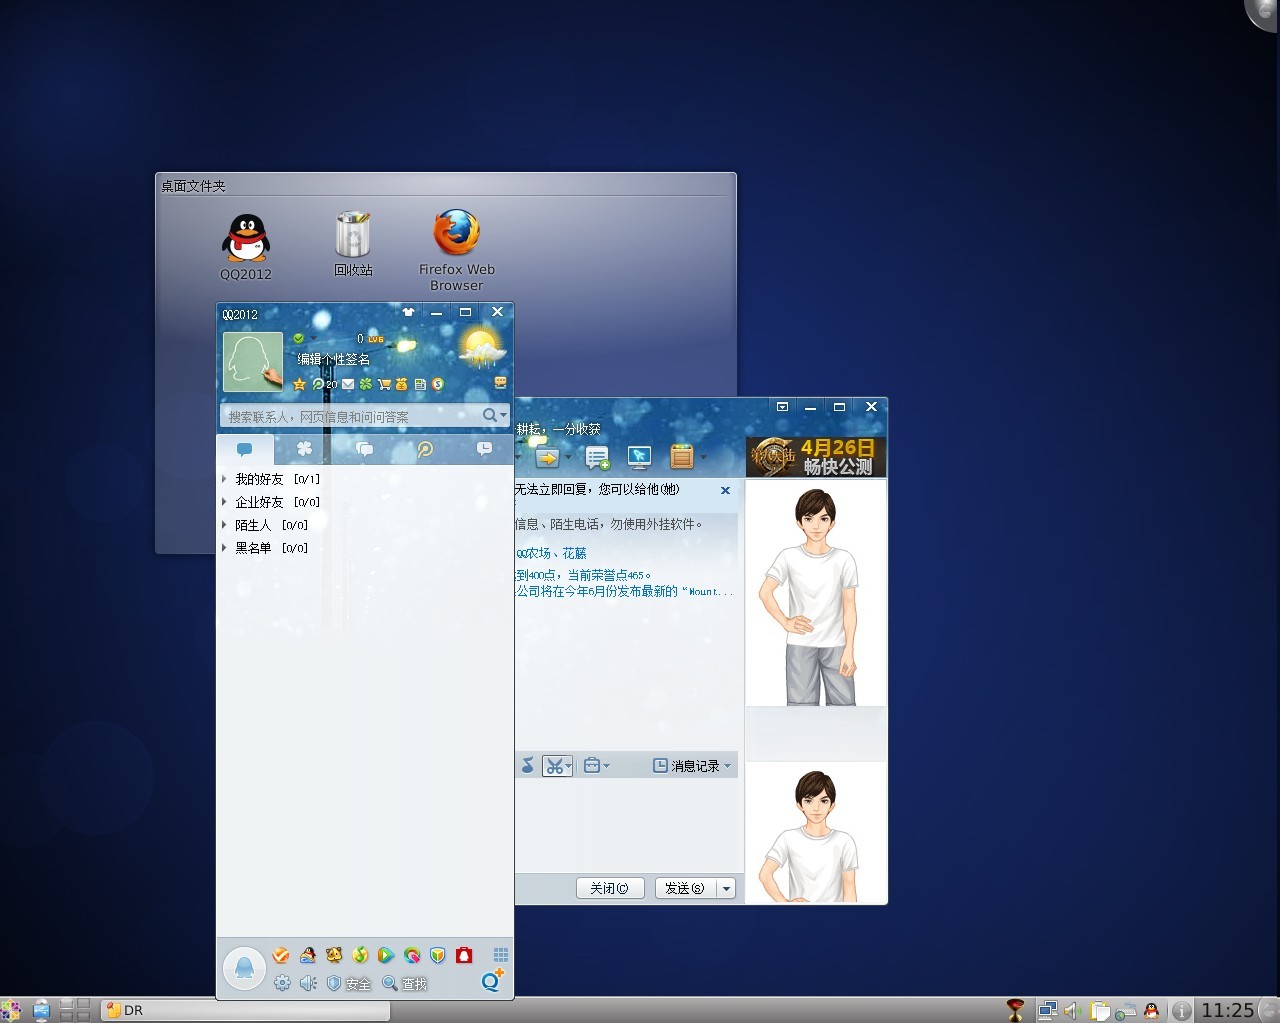 桌面文件夹
QQ2012
回收站
Firefox Web
Browser
QQ2012
0 LV6
编辑个性签名
20
搜索联系人，网页信息和问问答案
我的好友 [0/1]
企业好友 [0/0]
陌生人 [0/0]
黑名单 [0/0]
安全
查找
耕耘，一分收获
4月26日
畅快公测
无法立即回复，您可以给他(她)
信息、陌生电话，勿使用外挂软件。
QQ农场、花藤
到400点，当前荣誉点465。
公司将在今年6月份发布最新的“Mount...
消息记录
关闭(C)
发送(S)
DR
11:25